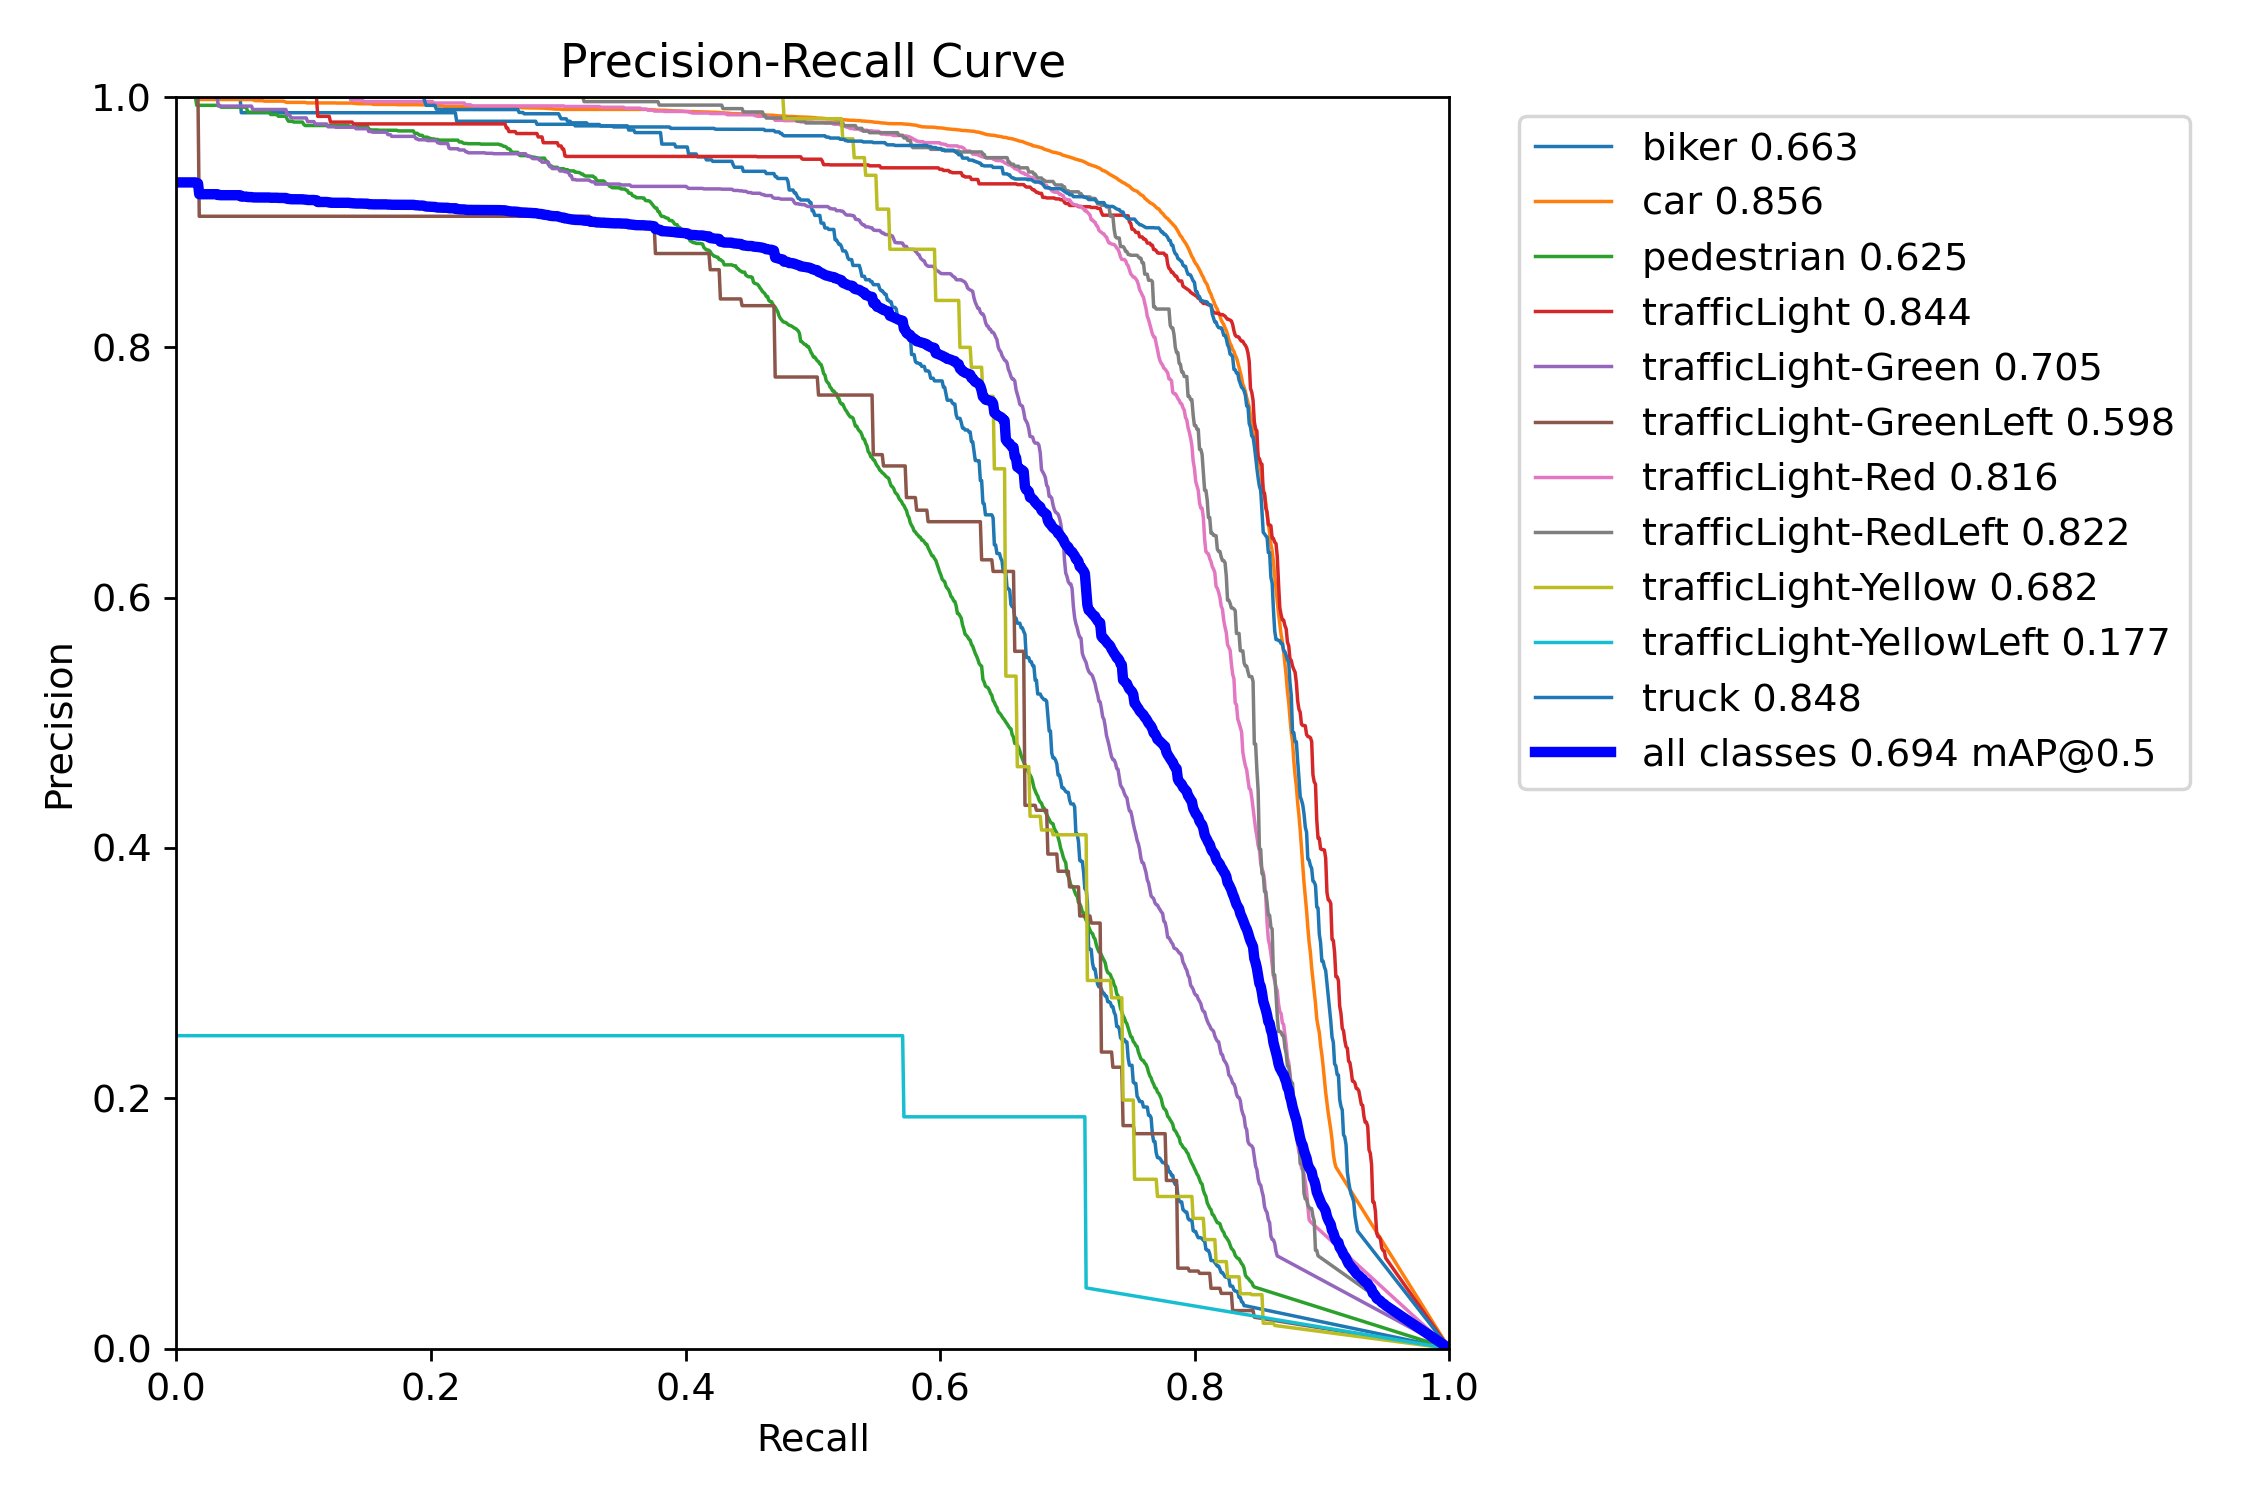 Precision-Recall Curve
1.0
0.8
0.6
0.4
0.2
0.0
Precision
0.0 0.2 0.4 0.6 0.8 1.0
Recall
biker 0.663
car 0.856
pedestrian 0.625
trafficLight 0.844
trafficLight-Green 0.705
trafficLight-GreenLeft 0.598
trafficLight-Red 0.816
trafficLight-RedLeft 0.822
trafficLight-Yellow 0.682
trafficLight-YellowLeft 0.177
truck 0.848
all classes 0.694 mAP@0.5